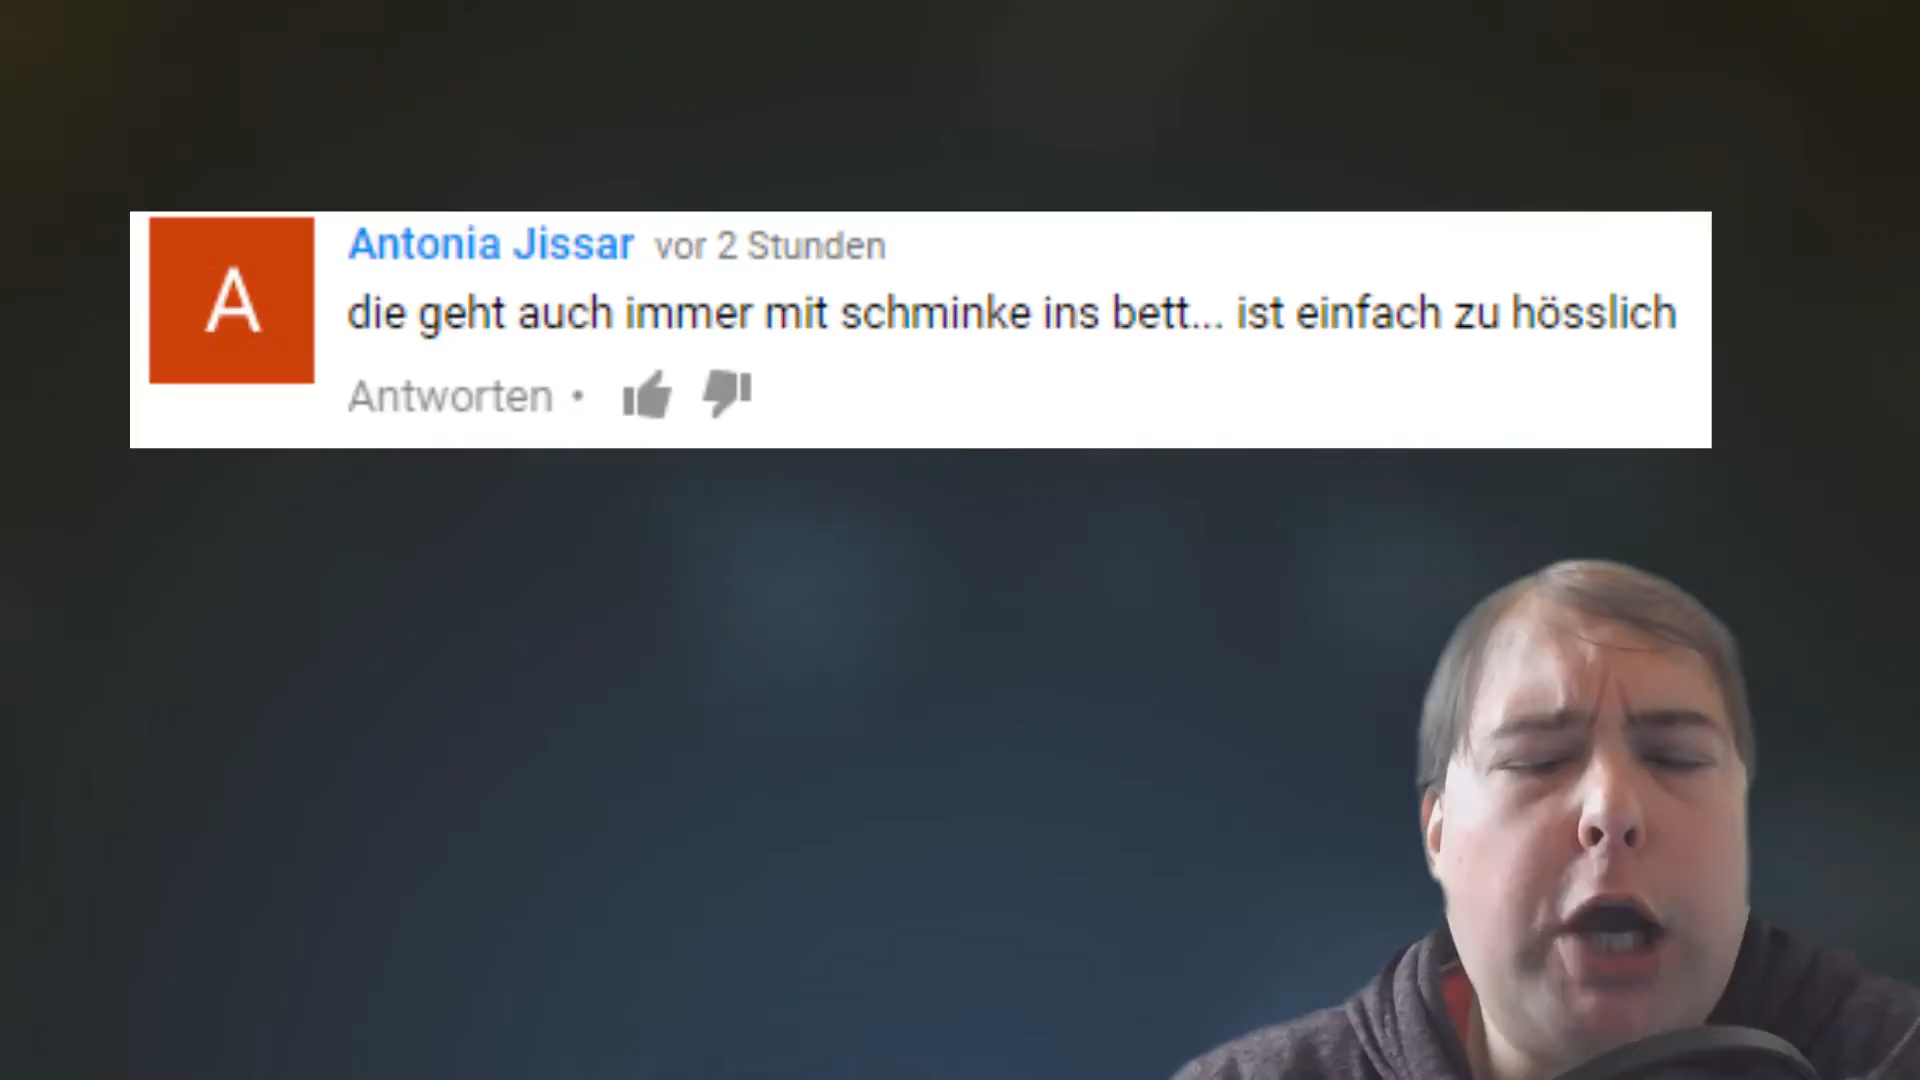 A
Antonia Jissar vor 2 Stunden
die geht auch immer mit schminke ins bett... ist einfach zu hösslich
Antworten •